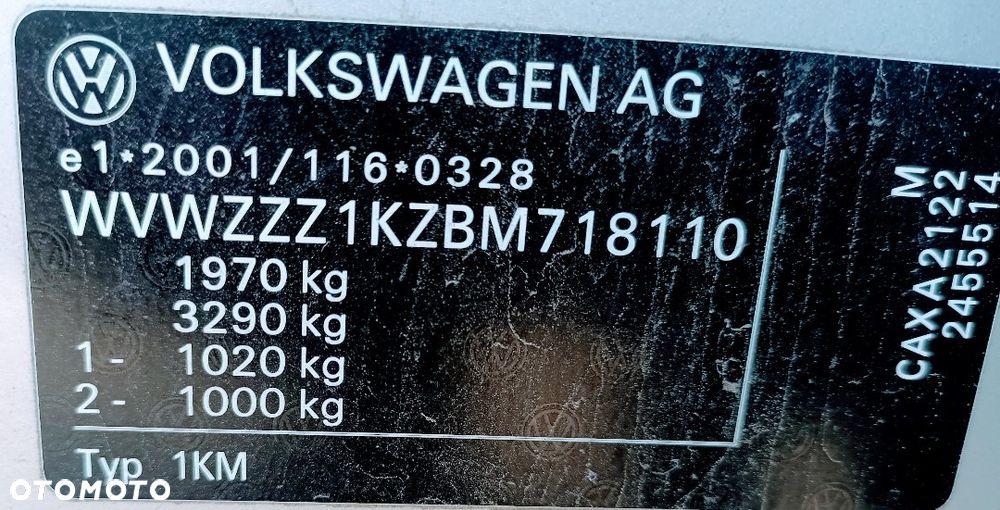 VOLKSWAGEN AG
e1*2001/116*0328
WVWZZZ1KZBM718110
1970 kg
3290 kg
1- 1020 kg
2- 1000 kg
Typ 1KM
M
CAXA2122
2455514
OTOMOTO